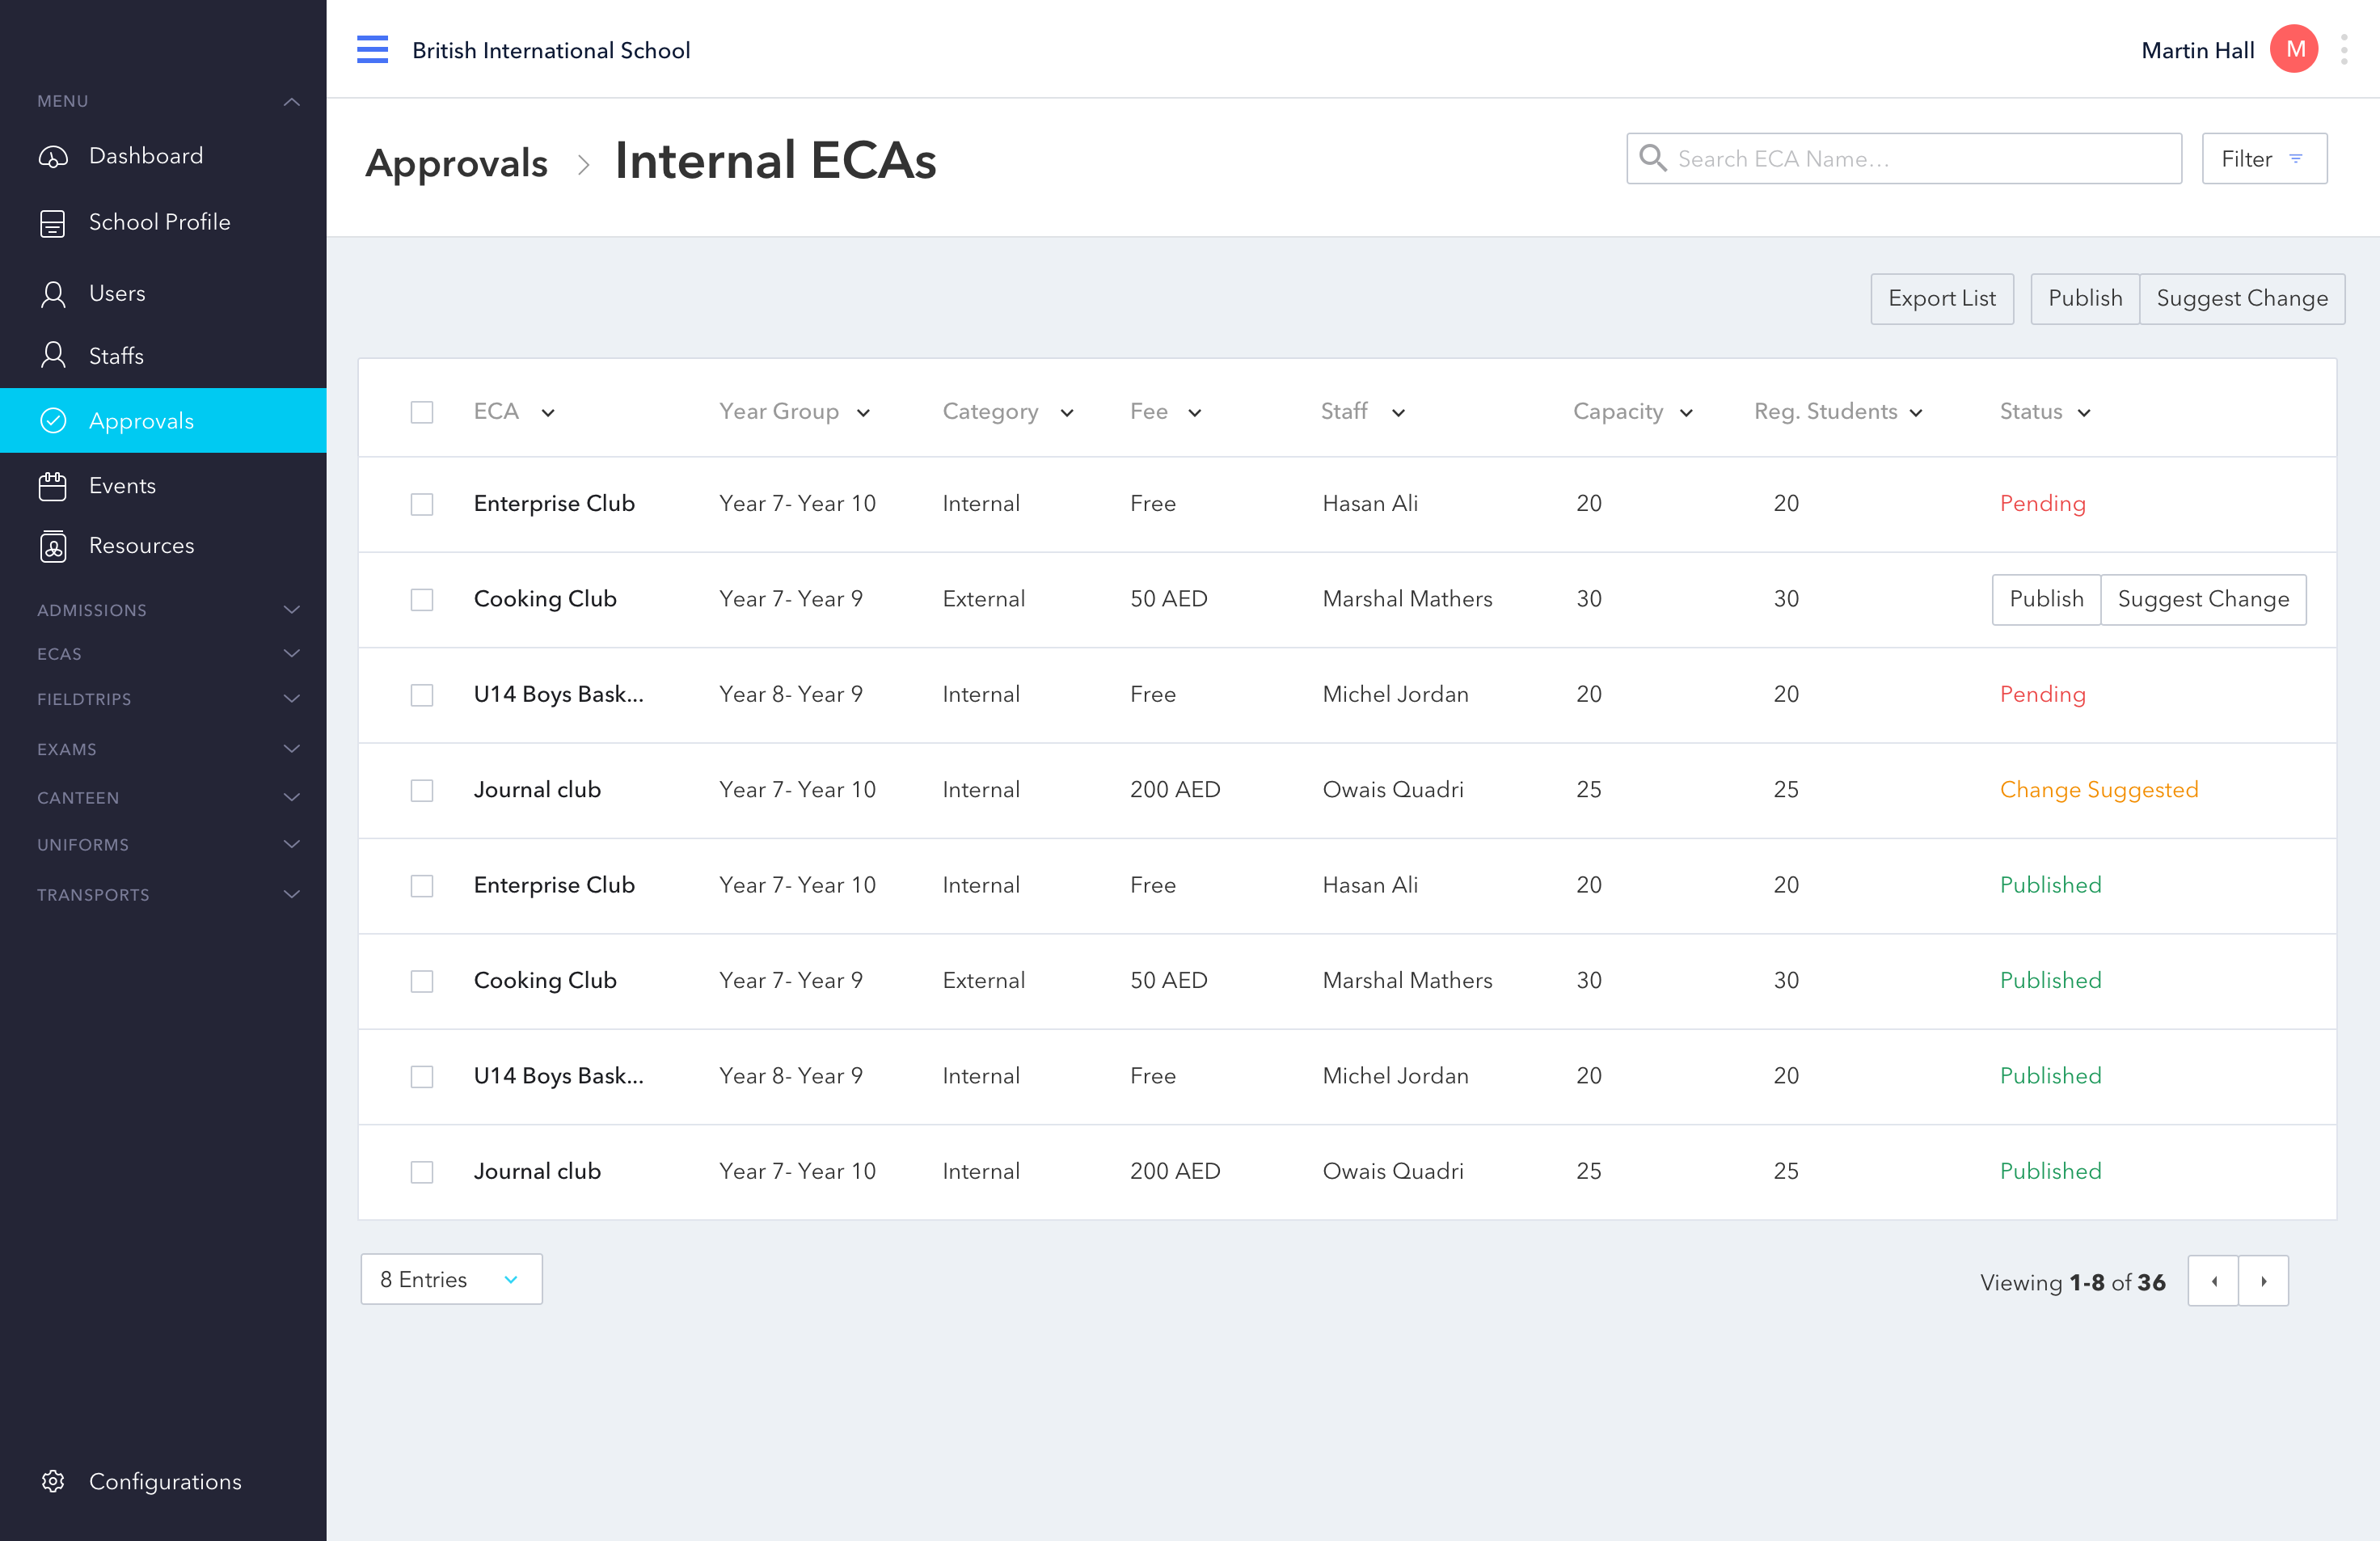 British International School
Martin Hall M
MENU
Dashboard
School Profile
Users
Staffs
Approvals
Events
Resources
ADMISSIONS
ECAS
FIELDTRIPS
EXAMS
CANTEEN
UNIFORMS
TRANSPORTS
Configurations
Approvals > Internal ECAs
Search ECA Name...
Filter
Export List Publish Suggest Change
ECA Year Group Category Fee Staff Capacity Reg. Students Status
Enterprise Club Year 7- Year 10 Internal Free Hasan Ali 20 20 Pending
Cooking Club Year 7- Year 9 External 50 AED Marshal Mathers 30 30 Publish Suggest Change
U14 Boys Bask... Year 8- Year 9 Internal Free Michel Jordan 20 20 Pending
Journal club Year 7- Year 10 Internal 200 AED Owais Quadri 25 25 Change Suggested
Enterprise Club Year 7- Year 10 Internal Free Hasan Ali 20 20 Published
Cooking Club Year 7- Year 9 External 50 AED Marshal Mathers 30 30 Published
U14 Boys Bask... Year 8- Year 9 Internal Free Michel Jordan 20 20 Published
Journal club Year 7- Year 10 Internal 200 AED Owais Quadri 25 25 Published
8 Entries
Viewing 1-8 of 36